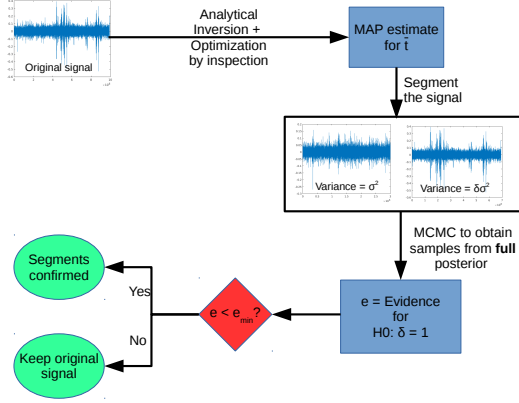 Original signal
Analytical
Inversion +
Optimization
by inspection
MAP estimate
for t̄
Segment
the signal
Variance = σ²
Variance = δσ²
MCMC to obtain
samples from full
posterior
e = Evidence
for
H0: δ = 1
e < e_min?
Yes
No
Segments
confirmed
Keep original
signal